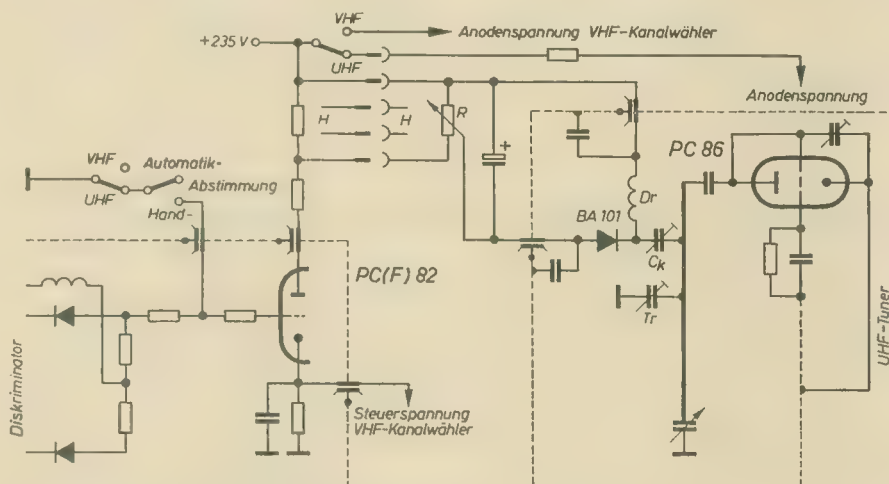 VHF
Anodenspannung VHF-Kanalwähler
+235 V
UHF
Anodenspannung
H
H
R
PC 86
VHF
Automatik-
Abstimmung
UHF
Hand-
Dr
BA 101
Ck
PC(F) 82
Tr
UHF-Tuner
Diskriminator
Steuerspannung
VHF-Kanalwähler
+